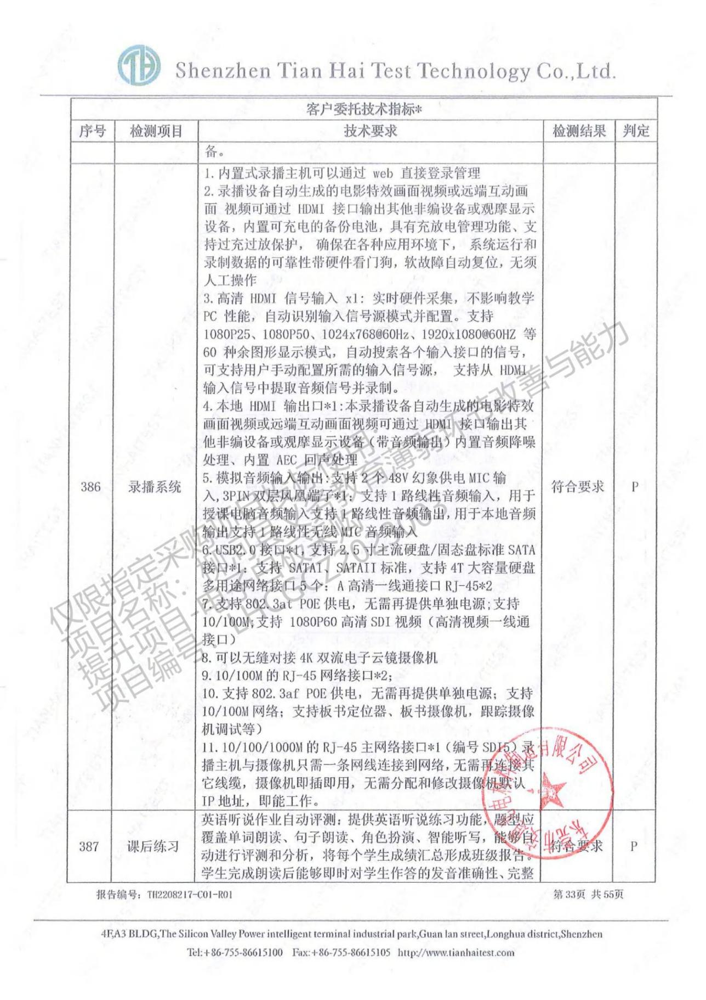 TH
Shenzhen Tian Hai Test Technology Co.,Ltd.
客户委托技术指标*
序号 检测项目 技术要求 检测结果 判定
备。
1.内置式录播主机可以通过 web 直接登录管理
2.录播设备自动生成的电影特效画面视频或远端互动画
面 视频可通过 HDMI 接口输出其他非编设备或观摩显示
设备，内置可充电的备份电池，具有充放电管理功能、支
持过充过放保护， 确保在各种应用环境下， 系统运行和
录制数据的可靠性带硬件看门狗，软故障自动复位，无须
人工操作
3.高清 HDMI 信号输入 x1: 实时硬件采集，不影响教学
PC 性能，自动识别输入信号源模式并配置。支持
1080P25、1080P50、1024x768@60Hz、1920x1080@60HZ 等
60 种余图形显示模式，自动搜索各个输入接口的信号，
可支持用户手动配置所需的输入信号源， 支持从 HDMI
输入信号中提取音频信号并录制。
4.本地 HDMI 输出口*1:本录播设备自动生成的电影特效
画面视频或远端互动画面视频可通过 HDMI 接口输出其
他非编设备或观摩显示设备（带音频输出）内置音频降噪
处理、内置 AEC 回声处理
5.模拟音频输入输出:支持 2 个 48V 幻象供电 MIC 输
入,3PIN 双层凤凰端子*1; 支持 1 路线性音频输入，用于
授课电脑音频输入支持 1 路线性音频输出,用于本地音频
输出支持 1 路线性无线 MIC 音频输入
386 录播系统 符合要求 P
6.USB2.0 接口*1，支持 2.5 寸主流硬盘/固态盘标准 SATA
接口*1; 支持 SATAI、SATAII 标准，支持 4T 大容量硬盘
多用途网络接口 5 个: A 高清一线通接口 RJ-45*2
7.支持 802.3at POE 供电，无需再提供单独电源;支持
10/100M;支持 1080P60 高清 SDI 视频（高清视频一线通
接口）
8.可以无缝对接 4K 双流电子云镜摄像机
9.10/100M 的 RJ-45 网络接口*2;
10.支持 802.3af POE 供电，无需再提供单独电源; 支持
10/100M 网络; 支持板书定位器、板书摄像机，跟踪摄像
机调试等）
11.10/100/1000M 的 RJ-45 主网络接口*1（编号 SDI5）录
播主机与摄像机只需一条网线连接到网络，无需再连接其
它线缆，摄像机即插即用，无需分配和修改摄像机默认
IP 地址，即能工作。
英语听说作业自动评测: 提供英语听说练习功能，题型应
覆盖单词朗读、句子朗读、角色扮演、智能听写，能够自
动进行评测和分析，将每个学生成绩汇总形成班级报告。
学生完成朗读后能够即时对学生作答的发音准确性、完整
387 课后练习 符合要求 P
仅限指定采购项目投标使用:
项目名称: 义务教育薄弱环节改善与能力
提升项目-电子
项目编号: LHCGCZ2023003
有限公司
报告编号: TH2208217-C01-R01
第 33页 共 55页
4F,A3 BLDG,The Silicon Valley Power intelligent terminal industrial park,Guan lan street,Longhua district,Shenzhen
Tel:+86-755-86615100 Fax:+86-755-86615105 http://www.tianhaitest.com